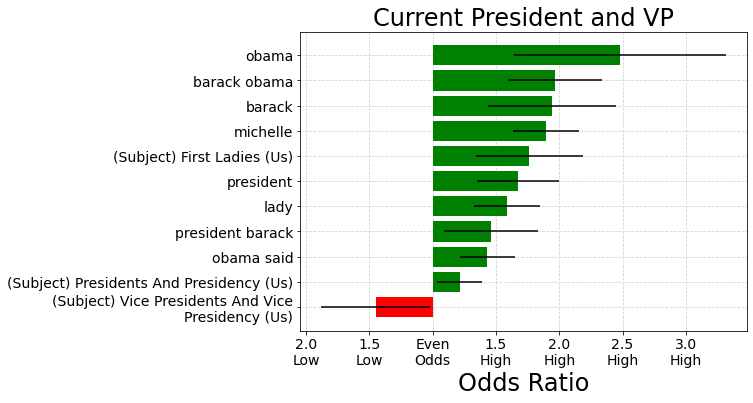 Current President and VP
obama
barack obama
barack
michelle
(Subject) First Ladies (Us)
president
lady
president barack
obama said
(Subject) Presidents And Presidency (Us)
(Subject) Vice Presidents And Vice
Presidency (Us)
2.0 1.5 Even 1.5 2.0 2.5 3.0
Low Low Odds High High High High
Odds Ratio